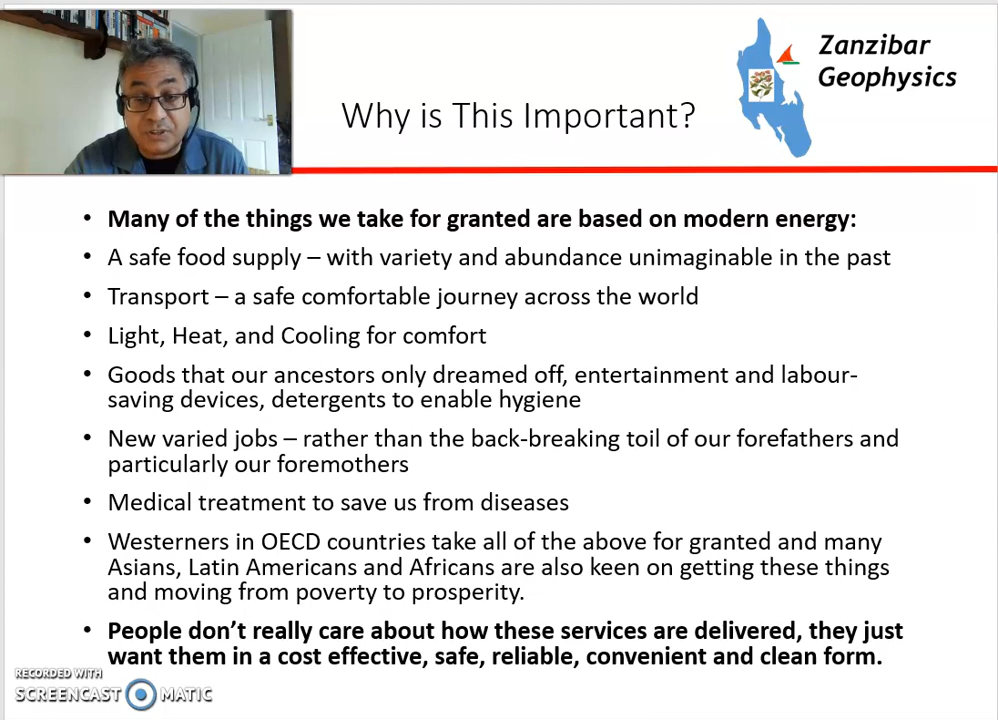 Zanzibar
Geophysics
Why is This Important?
• Many of the things we take for granted are based on modern energy:
• A safe food supply – with variety and abundance unimaginable in the past
• Transport – a safe comfortable journey across the world
• Light, Heat, and Cooling for comfort
• Goods that our ancestors only dreamed off, entertainment and labour-
saving devices, detergents to enable hygiene
• New varied jobs – rather than the back-breaking toil of our forefathers and
particularly our foremothers
• Medical treatment to save us from diseases
• Westerners in OECD countries take all of the above for granted and many
Asians, Latin Americans and Africans are also keen on getting these things
and moving from poverty to prosperity.
• People don’t really care about how these services are delivered, they just
want them in a cost effective, safe, reliable, convenient and clean form.
RECORDED WITH
SCREENCAST MATIC